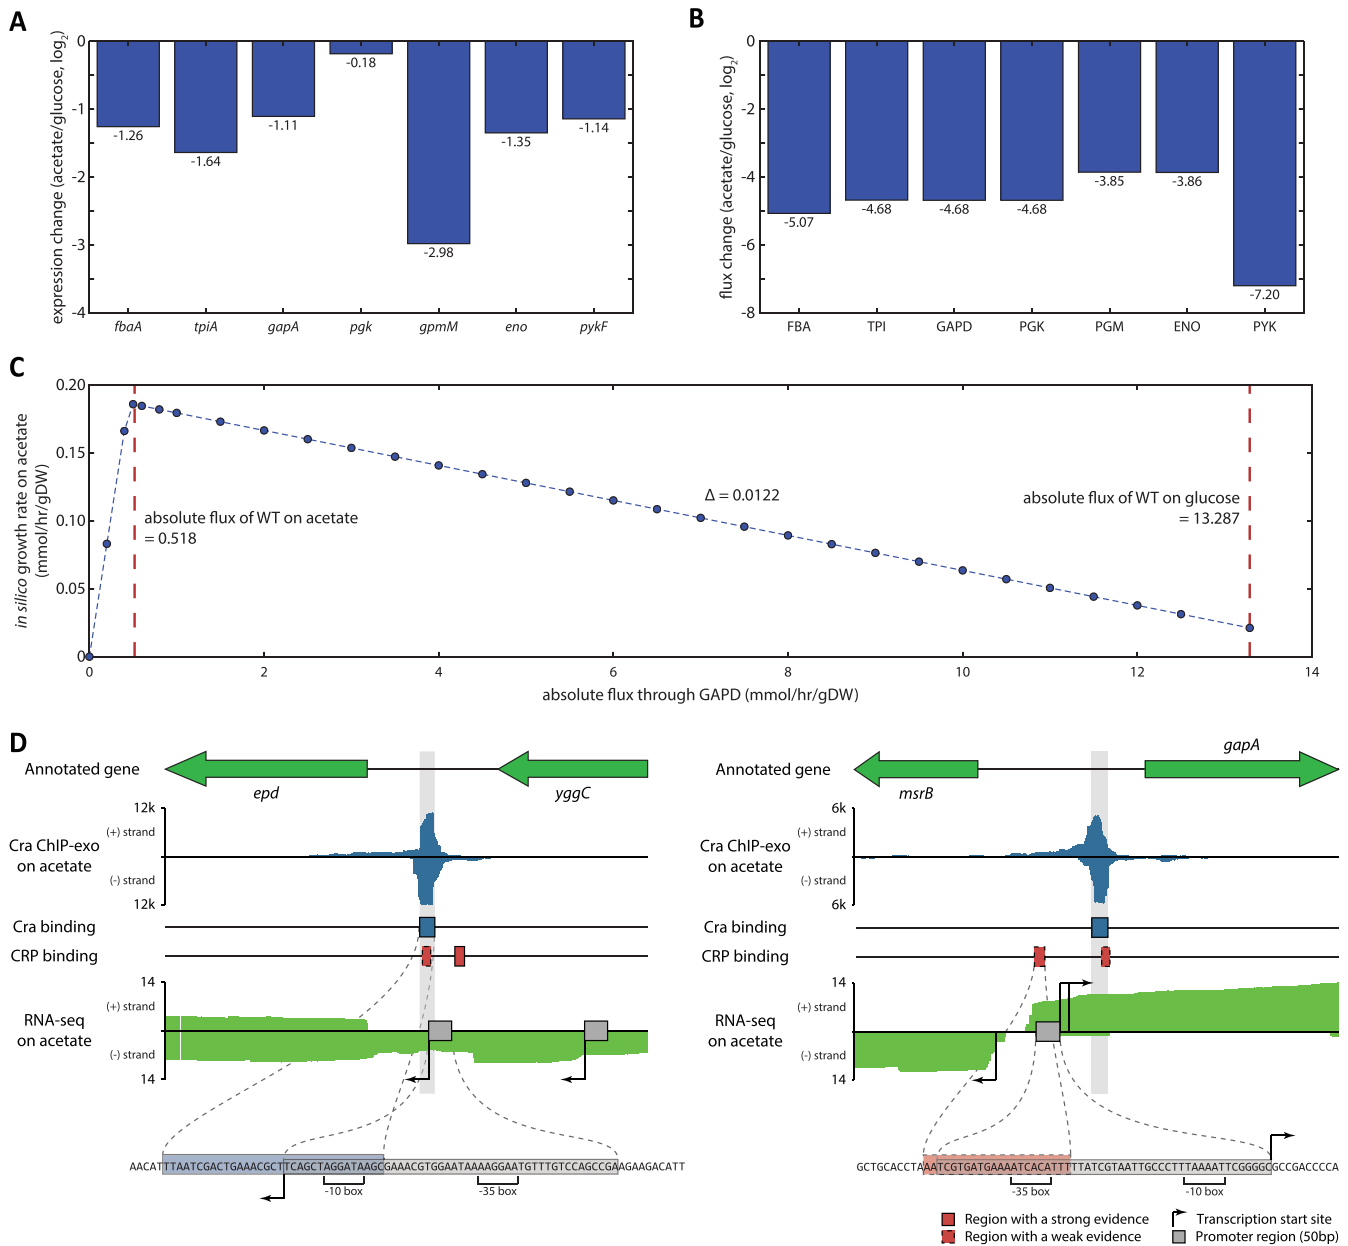 A
expression change (acetate/glucose, log2)
0
-1
-2
-3
-4
-1.26
-1.64
-1.11
-0.18
-2.98
-1.35
-1.14
fbaA tpiA gapA pgk gpmM eno pykF
B
flux change (acetate/glucose, log2)
0
-2
-4
-6
-8
-5.07
-4.68
-4.68
-4.68
-3.85
-3.86
-7.20
FBA TPI GAPD PGK PGM ENO PYK
C
in silico growth rate on acetate
(mmol/hr/gDW)
0.20
0.15
0.10
0.05
0
absolute flux of WT on acetate
= 0.518
Δ = 0.0122
absolute flux of WT on glucose
= 13.287
0 2 4 6 8 10 12 14
absolute flux through GAPD (mmol/hr/gDW)
D
Annotated gene
epd
yggC
12k
(+) strand
Cra ChIP-exo
on acetate
(-) strand
12k
Cra binding
CRP binding
14
(+) strand
RNA-seq
on acetate
(-) strand
14
AACATTTAATCGACTGAAACGCTTCAGCTAGGATAAGCGAAACGTGGAATAAAAGGAATGTTTGTCCAGCCGAAGAAGACATT
-10 box
-35 box
Annotated gene
msrB
gapA
6k
(+) strand
Cra ChIP-exo
on acetate
(-) strand
6k
Cra binding
CRP binding
14
(+) strand
RNA-seq
on acetate
(-) strand
14
GCTGCACCTAAATCGTGATGAAAATCACATTTTTATCGTAATTGCCCTTTAAAATTCGGGGCGCCGACCCCA
-35 box
-10 box
Region with a strong evidence
Region with a weak evidence
Transcription start site
Promoter region (50bp)